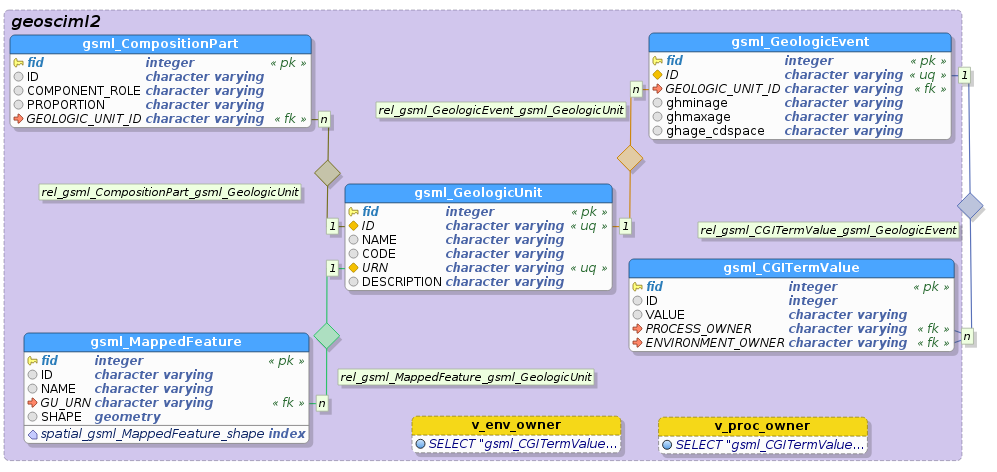 geosciml2
gsml_CompositionPart
fid integer « pk »
ID character varying
COMPONENT_ROLE character varying
PROPORTION character varying
GEOLOGIC_UNIT_ID character varying « fk »
n
rel_gsml_CompositionPart_gsml_GeologicUnit
1
gsml_GeologicEvent
fid integer « pk »
ID character varying « uq »
GEOLOGIC_UNIT_ID character varying « fk »
ghminage character varying
ghmaxage character varying
ghage_cdspace character varying
n
1
rel_gsml_GeologicEvent_gsml_GeologicUnit
gsml_GeologicUnit
fid integer « pk »
ID character varying « uq »
NAME character varying
CODE character varying
URN character varying « uq »
DESCRIPTION character varying
1
1
rel_gsml_CGITermValue_gsml_GeologicEvent
gsml_CGITermValue
fid integer « pk »
ID integer
VALUE character varying
PROCESS_OWNER character varying « fk »
ENVIRONMENT_OWNER character varying « fk »
n
gsml_MappedFeature
fid integer « pk »
ID character varying
NAME character varying
GU_URN character varying « fk »
SHAPE geometry
spatial_gsml_MappedFeature_shape index
n
rel_gsml_MappedFeature_gsml_GeologicUnit
v_env_owner
SELECT "gsml_CGITermValue...
v_proc_owner
SELECT "gsml_CGITermValue...